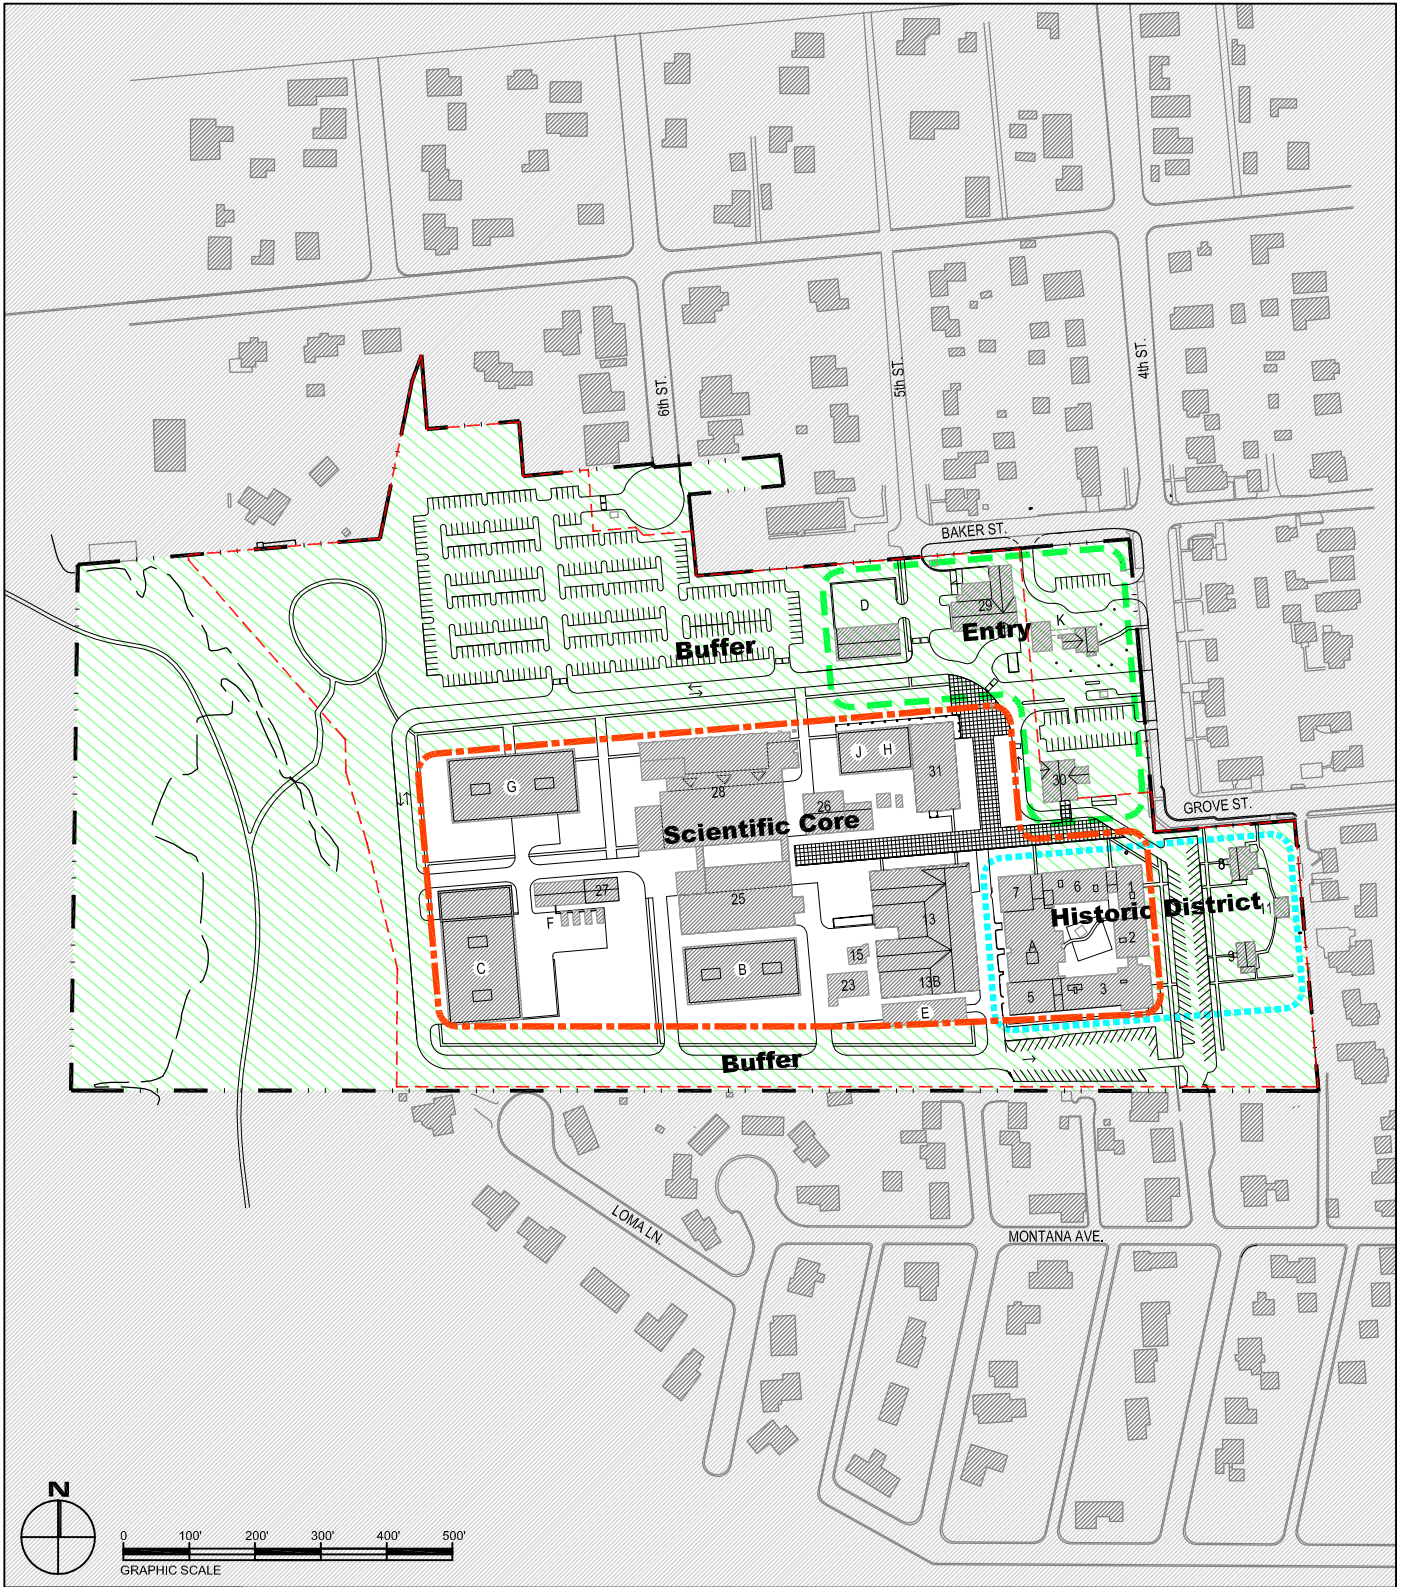 6th ST.
5th ST.
4th ST.
BAKER ST.
D
29
K
Entry
Buffer
30
GROVE ST.
G
28
J
H
31
26
Scientific Core
27
F
25
C
B
15
23
13
13B
E
7
6
1
8
Historic District
11
A
2
9
5
3
Buffer
LOMA LN.
MONTANA AVE.
N
0 100' 200' 300' 400' 500'
GRAPHIC SCALE